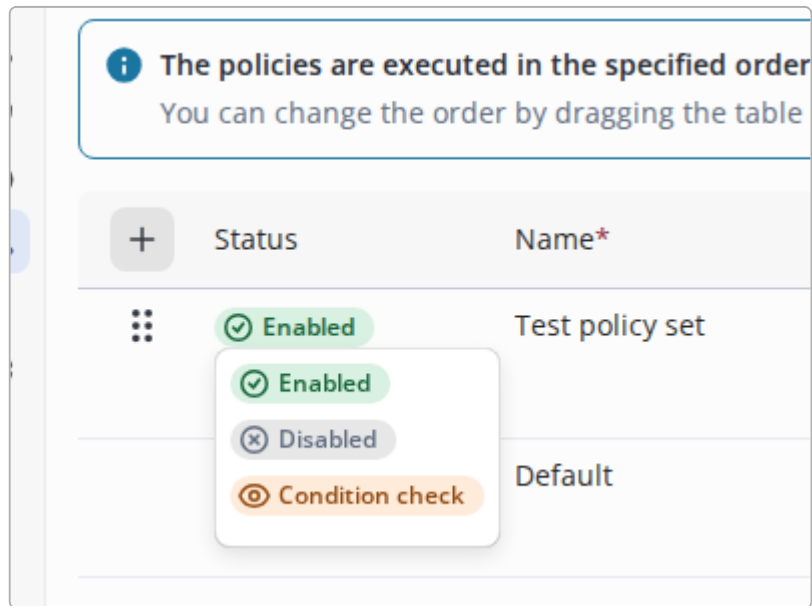 The policies are executed in the specified order
You can change the order by dragging the table
+ Status Name*
Enabled Test policy set
Enabled
Disabled
Condition check
Default